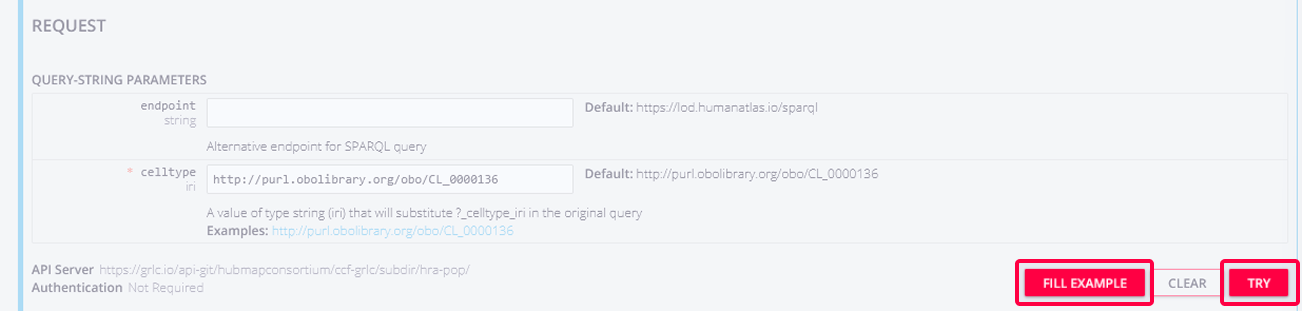 REQUEST
QUERY-STRING PARAMETERS
endpoint Default: https://lod.humanatlas.io/sparql
string
Alternative endpoint for SPARQL query
* celltype http://purl.obolibrary.org/obo/CL_0000136 Default: http://purl.obolibrary.org/obo/CL_0000136
iri
A value of type string (iri) that will substitute ?_celltype_iri in the original query
Examples: http://purl.obolibrary.org/obo/CL_0000136
API Server https://grlc.io/api-git/hubmapconsortium/ccf-grlc/subdir/hra-pop/
Authentication Not Required
FILL EXAMPLE CLEAR TRY